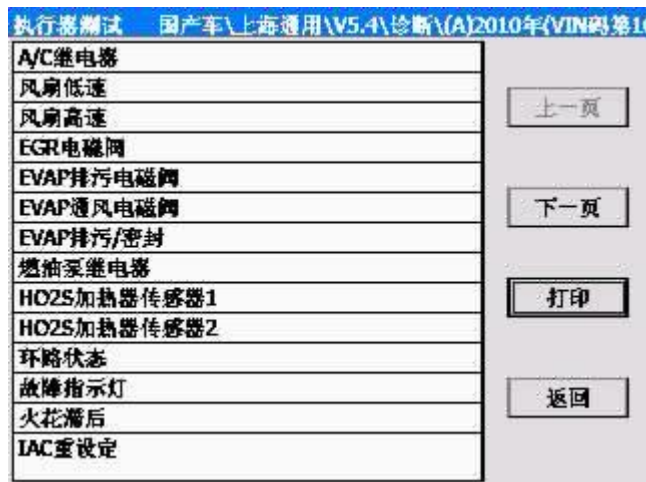 执行器测试 国产车\上海通用\V5.4\诊断\(A)2010年(VIN码第1
A/C继电器
风扇低速
风扇高速
上一页
EGR电磁阀
EVAP排污电磁阀
EVAP通风电磁阀
下一页
EVAP排污/密封
燃油泵继电器
HO2S加热器传感器1
打印
HO2S加热器传感器2
环路状态
故障指示灯
返回
火花滞后
IAC重设定